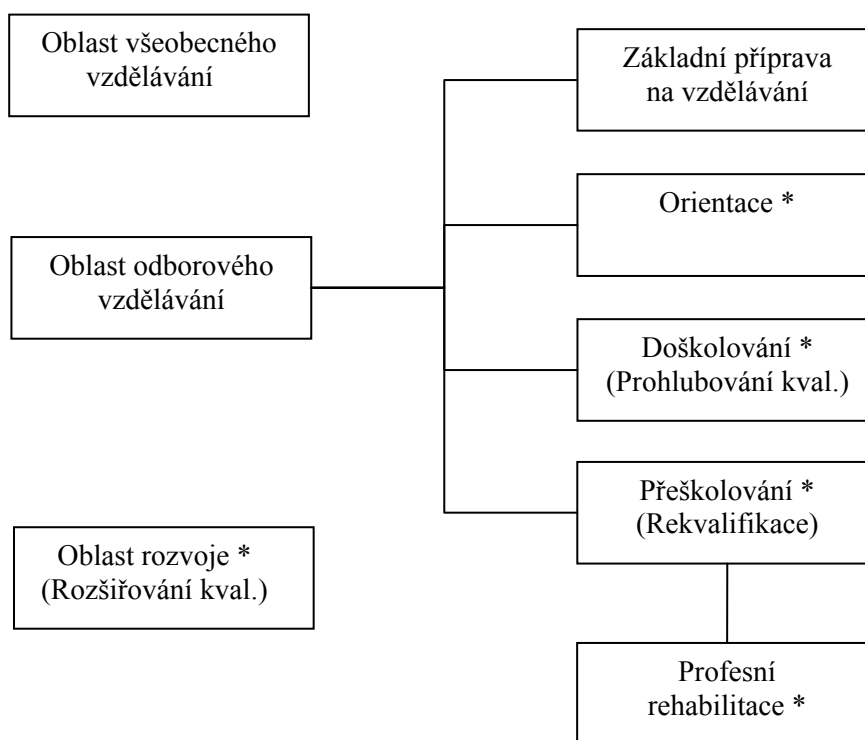 Oblast všeobecného
vzdělávání
Základní příprava
na vzdělávání
Orientace *
Oblast odborového
vzdělávání
Doškolování *
(Prohlubování kval.)
Přeškolování *
(Rekvalifikace)
Oblast rozvoje *
(Rozšiřování kval.)
Profesní
rehabilitace *